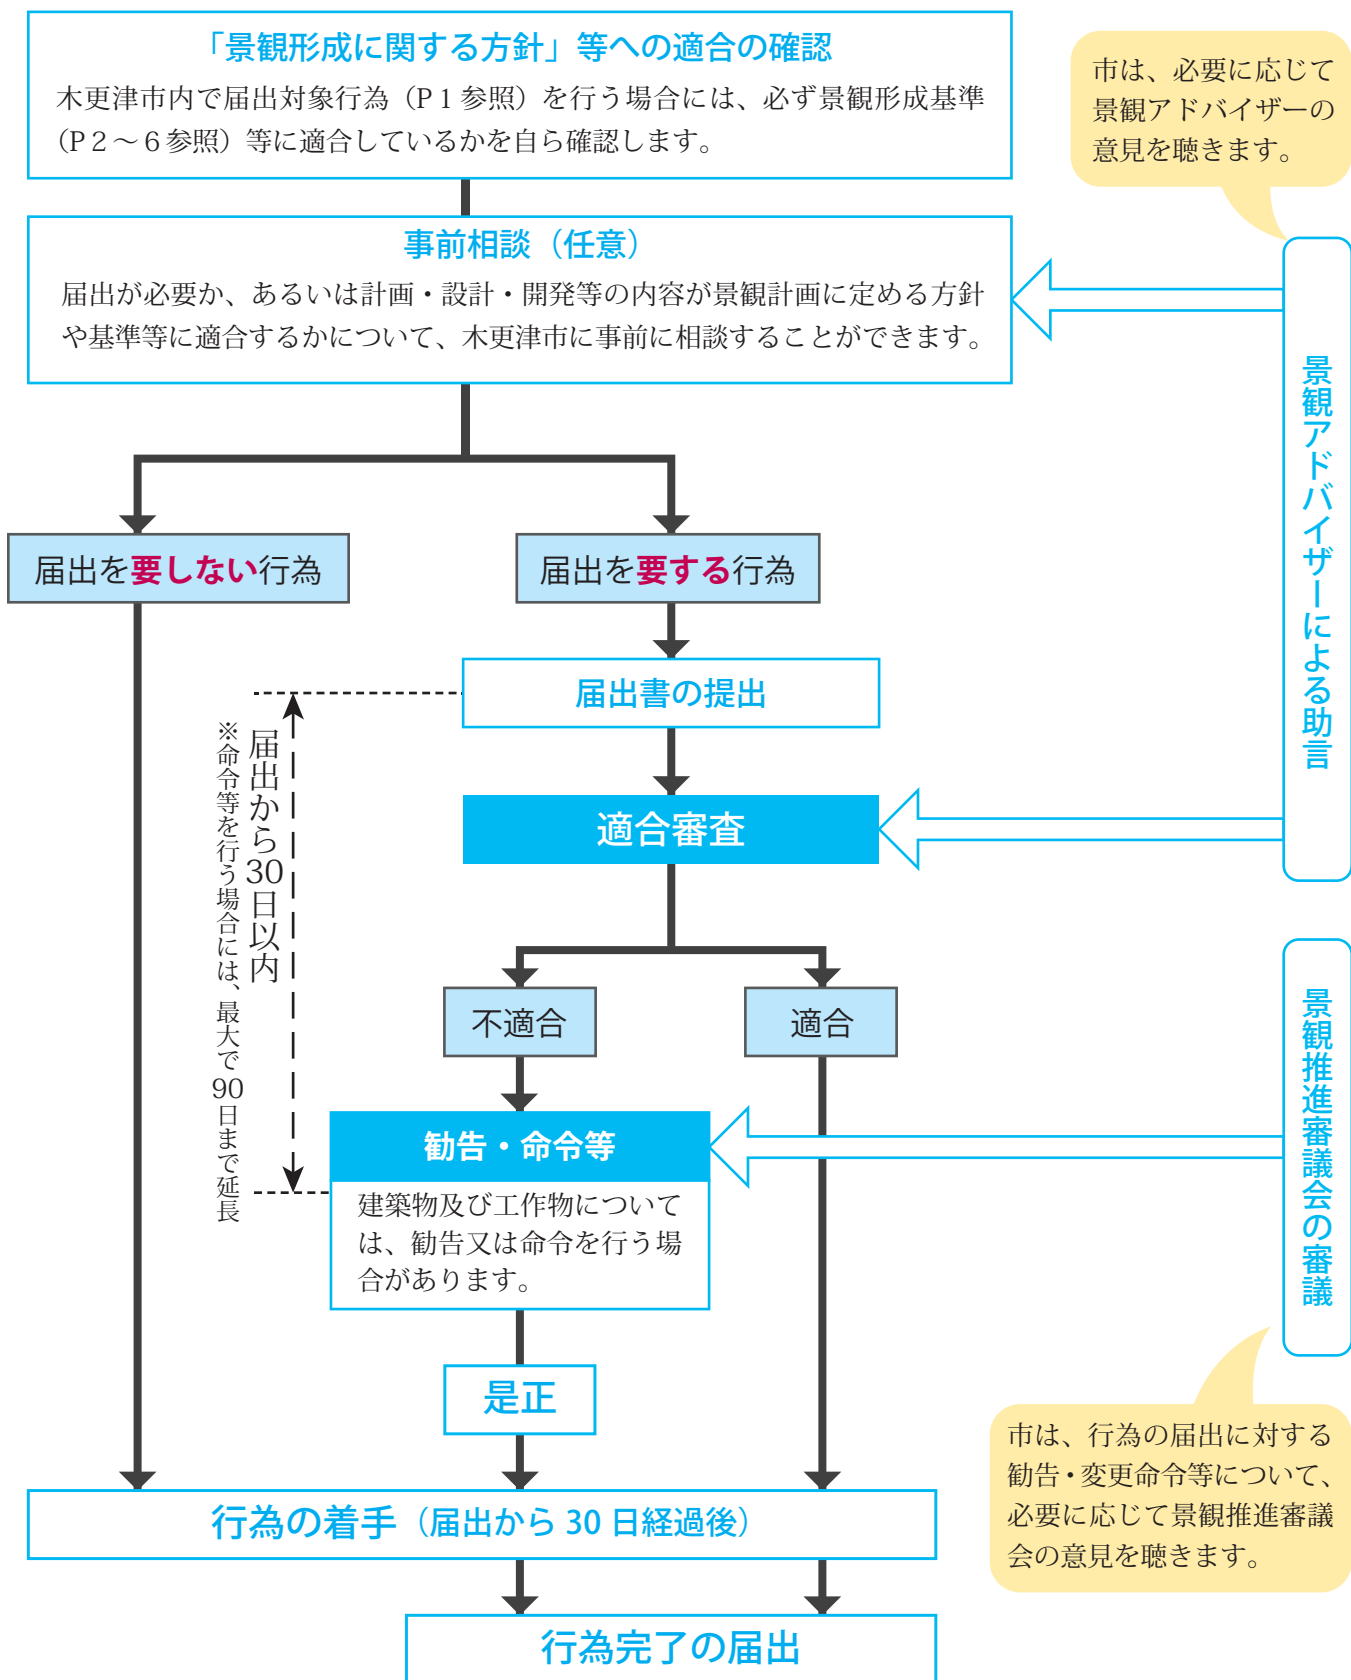 「景観形成に関する方針」等への適合の確認
木更津市内で届出対象行為（P１参照）を行う場合には、必ず景観形成基準
（P２～６参照）等に適合しているかを自ら確認します。
市は、必要に応じて
景観アドバイザーの
意見を聴きます。
事前相談（任意）
届出が必要か、あるいは計画・設計・開発等の内容が景観計画に定める方針
や基準等に適合するかについて、木更津市に事前に相談することができます。
景観アドバイザーによる助言
届出を要しない行為
届出を要する行為
届出書の提出
届出から30日以内
※命令等を行う場合には、最大で90日まで延長
適合審査
不適合
適合
勧告・命令等
建築物及び工作物について
は、勧告又は命令を行う場
合があります。
景観推進審議会の審議
是正
市は、行為の届出に対する
勧告・変更命令等について、
必要に応じて景観推進審議
会の意見を聴きます。
行為の着手（届出から 30 日経過後）
行為完了の届出